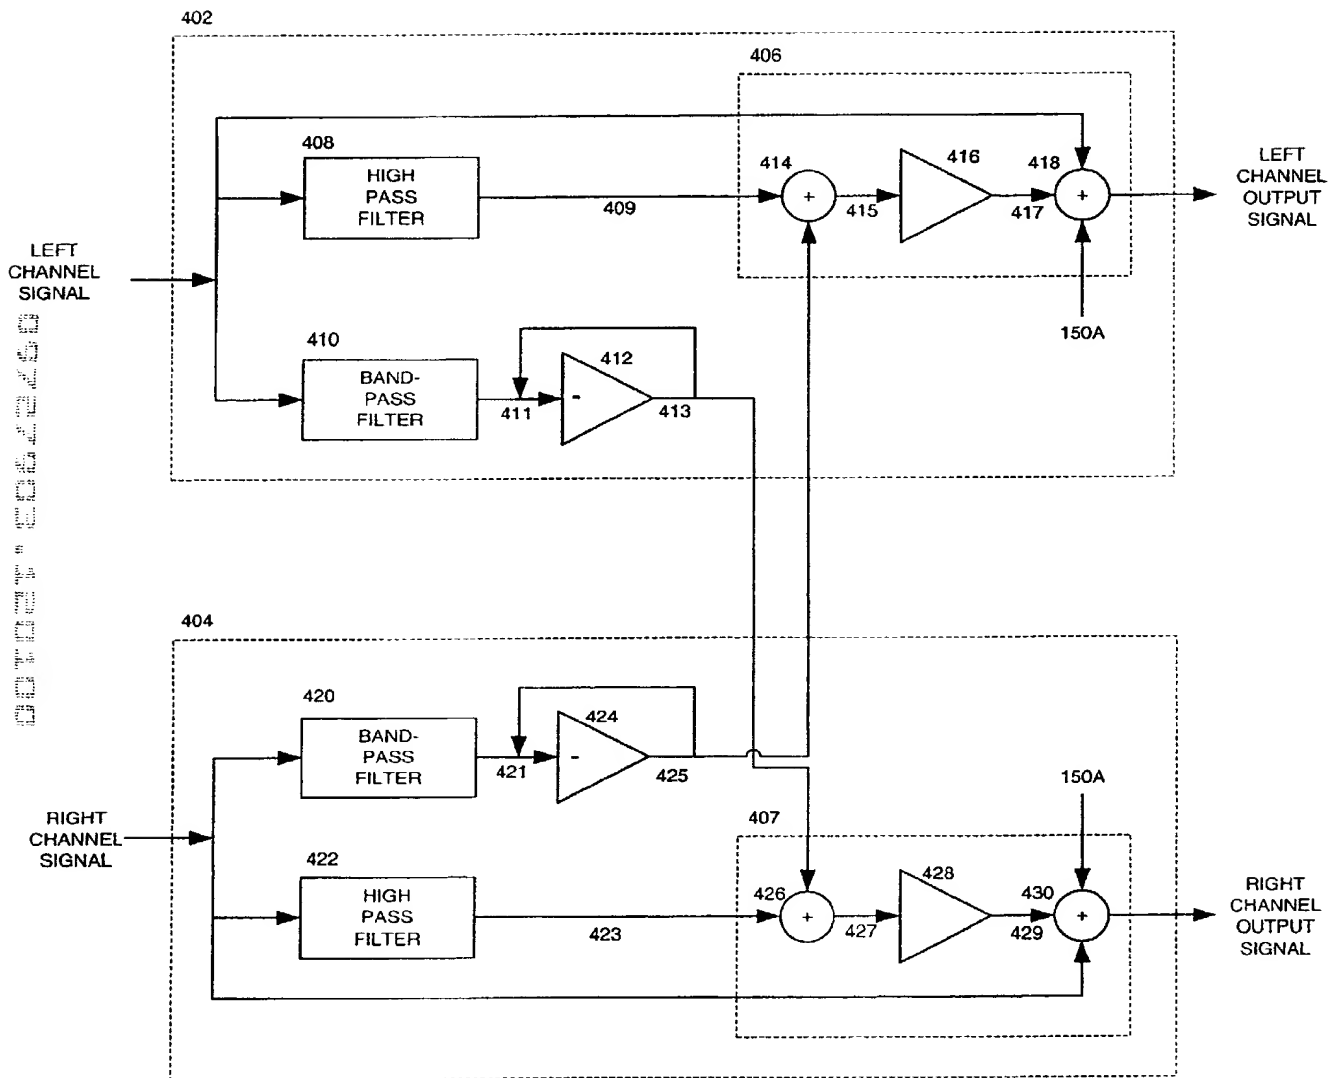 402
406
408
HIGH
PASS
FILTER
409
414
+
415
416
417
418
+
LEFT
CHANNEL
OUTPUT
SIGNAL
LEFT
CHANNEL
SIGNAL
150A
410
BAND-
PASS
FILTER
411
412
-
413
404
420
BAND-
PASS
FILTER
421
424
-
425
150A
RIGHT
CHANNEL
SIGNAL
407
422
HIGH
PASS
FILTER
423
426
+
427
428
429
430
+
RIGHT
CHANNEL
OUTPUT
SIGNAL